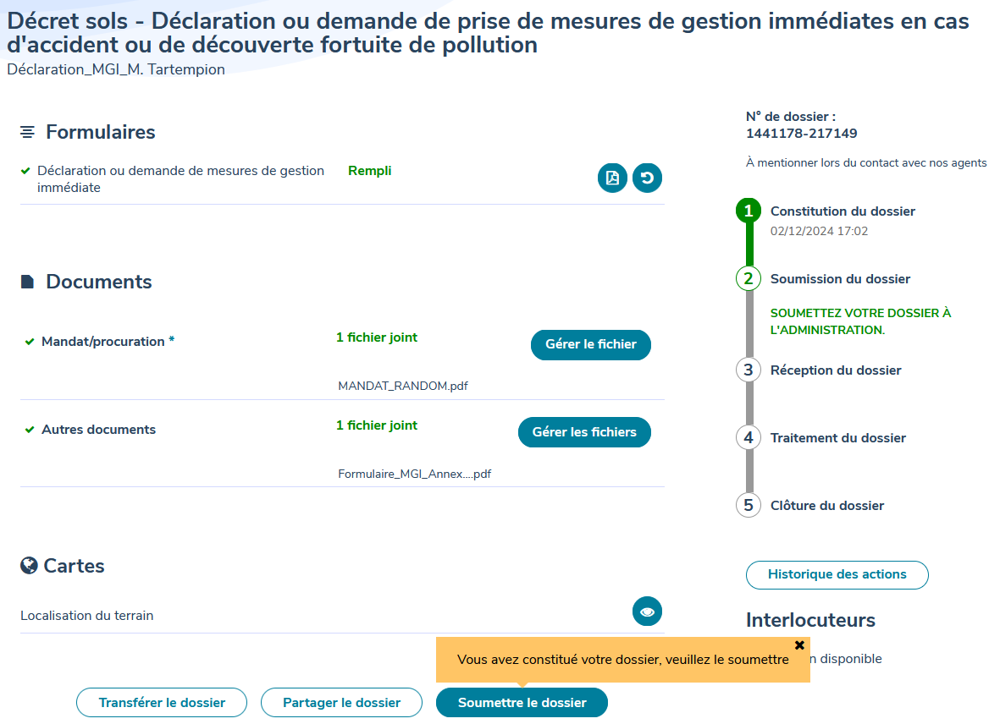 Décret sols - Déclaration ou demande de prise de mesures de gestion immédiates en cas
d'accident ou de découverte fortuite de pollution
Déclaration_MGI_M. Tartempion
Formulaires
Déclaration ou demande de mesures de gestion
immédiate
Rempli
Documents
Mandat/procuration *
1 fichier joint
Gérer le fichier
MANDAT_RANDOM.pdf
Autres documents
1 fichier joint
Gérer les fichiers
Formulaire_MGI_Annex....pdf
Cartes
Localisation du terrain
Vous avez constitué votre dossier, veuillez le soumettre
Transférer le dossier
Partager le dossier
Soumettre le dossier
N° de dossier :
1441178-217149
À mentionner lors du contact avec nos agents
1
Constitution du dossier
02/12/2024 17:02
2
Soumission du dossier
SOUMETTEZ VOTRE DOSSIER À
L'ADMINISTRATION.
3
Réception du dossier
4
Traitement du dossier
5
Clôture du dossier
Historique des actions
Interlocuteurs
disponible